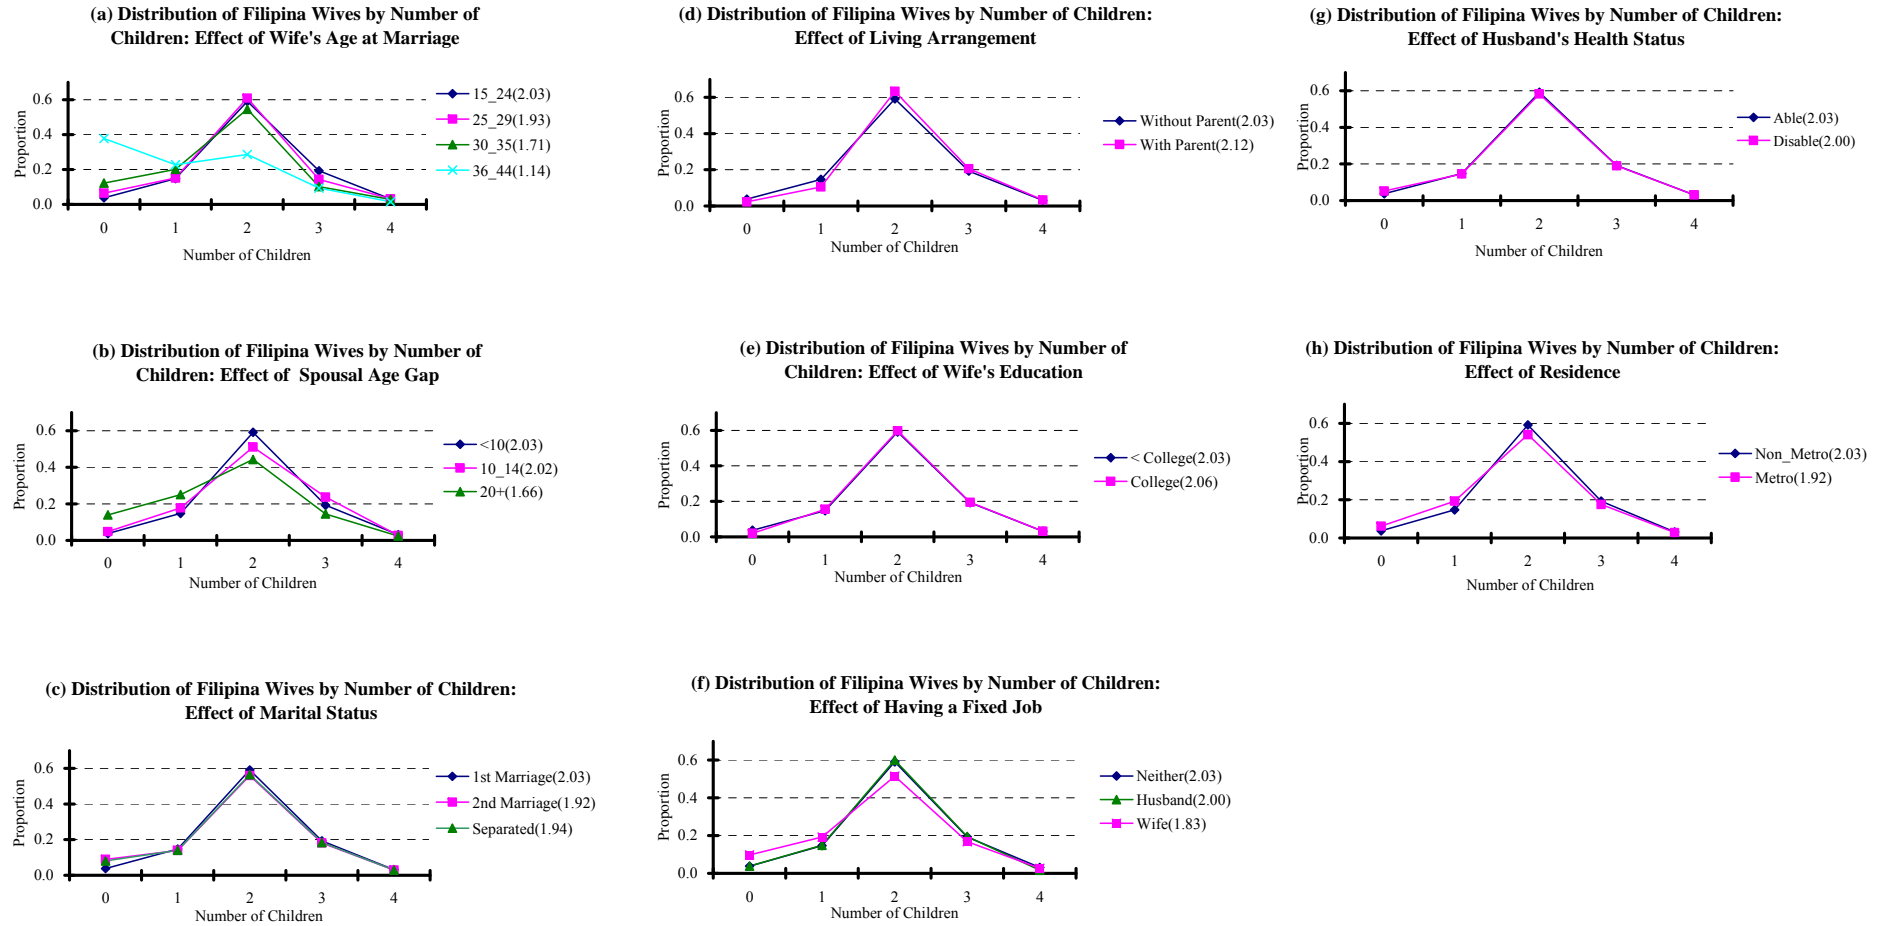 (a) Distribution of Filipina Wives by Number of
Children: Effect of Wife's Age at Marriage
Proportion
0.6
0.4
0.2
0.0
0 1 2 3 4
Number of Children
15_24(2.03)
25_29(1.93)
30_35(1.71)
36_44(1.14)
(b) Distribution of Filipina Wives by Number of
Children: Effect of Spousal Age Gap
Proportion
0.6
0.4
0.2
0.0
0 1 2 3 4
Number of Children
<10(2.03)
10_14(2.02)
20+(1.66)
(c) Distribution of Filipina Wives by Number of Children:
Effect of Marital Status
Proportion
0.6
0.4
0.2
0.0
0 1 2 3 4
Number of Children
1st Marriage(2.03)
2nd Marriage(1.92)
Separated(1.94)
(d) Distribution of Filipina Wives by Number of Children:
Effect of Living Arrangement
Proportion
0.6
0.4
0.2
0.0
0 1 2 3 4
Number of Children
Without Parent(2.03)
With Parent(2.12)
(e) Distribution of Filipina Wives by Number of
Children: Effect of Wife's Education
Proportion
0.6
0.4
0.2
0.0
0 1 2 3 4
Number of Children
< College(2.03)
College(2.06)
(f) Distribution of Filipina Wives by Number of Children:
Effect of Having a Fixed Job
Proportion
0.6
0.4
0.2
0.0
0 1 2 3 4
Number of Children
Neither(2.03)
Husband(2.00)
Wife(1.83)
(g) Distribution of Filipina Wives by Number of Children:
Effect of Husband's Health Status
Proportion
0.6
0.4
0.2
0.0
0 1 2 3 4
Number of Children
Able(2.03)
Disable(2.00)
(h) Distribution of Filipina Wives by Number of Children:
Effect of Residence
Proportion
0.6
0.4
0.2
0.0
0 1 2 3 4
Number of Children
Non_Metro(2.03)
Metro(1.92)